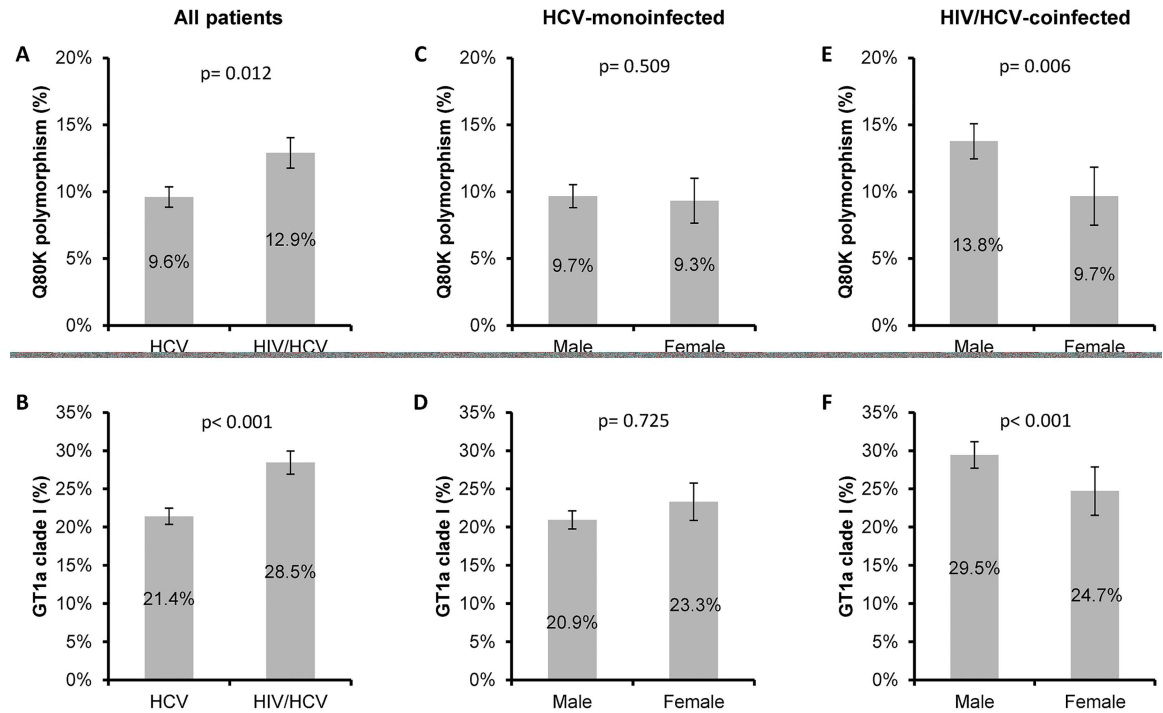 All patients
HCV-monoinfected
HIV/HCV-coinfected
A
Q80K polymorphism (%)
20%
15%
10%
5%
0%
p= 0.012
9.6%
12.9%
HCV
HIV/HCV
C
Q80K polymorphism (%)
20%
15%
10%
5%
0%
p= 0.509
9.7%
9.3%
Male
Female
E
Q80K polymorphism (%)
20%
15%
10%
5%
0%
p= 0.006
13.8%
9.7%
Male
Female
B
GT1a clade I (%)
35%
30%
25%
20%
15%
10%
5%
0%
p< 0.001
21.4%
28.5%
HCV
HIV/HCV
D
GT1a clade I (%)
35%
30%
25%
20%
15%
10%
5%
0%
p= 0.725
20.9%
23.3%
Male
Female
F
GT1a clade I (%)
35%
30%
25%
20%
15%
10%
5%
0%
p< 0.001
29.5%
24.7%
Male
Female